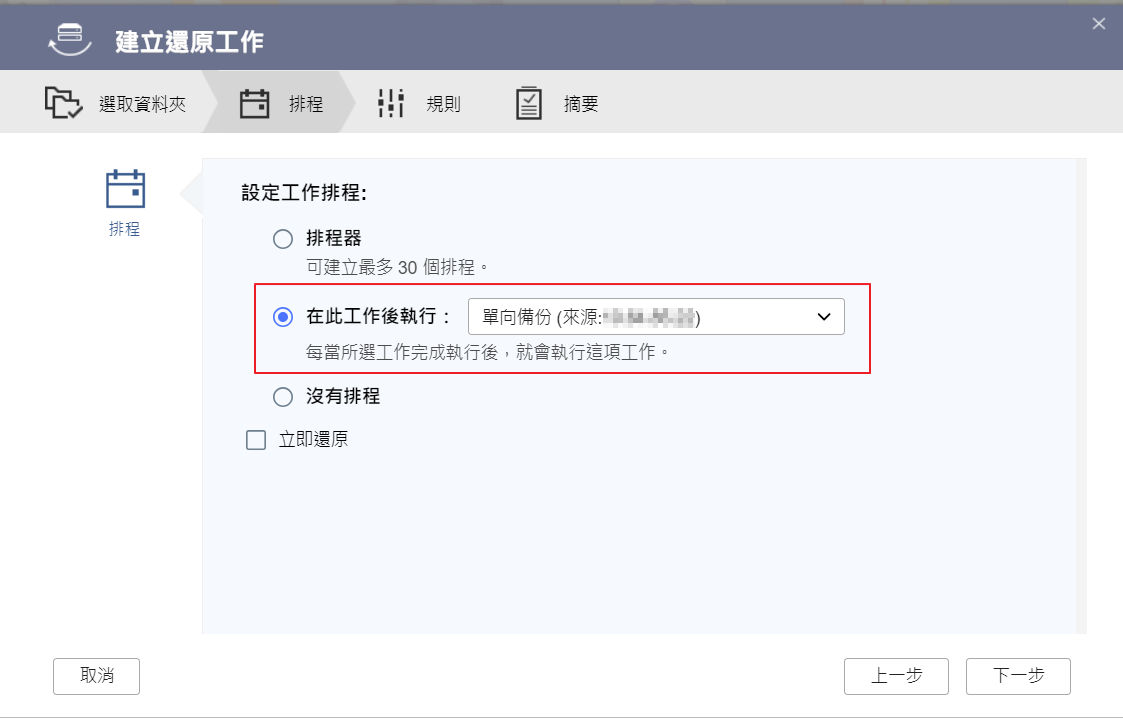 建立還原工作
選取資料夾 排程 規則 摘要
排程
設定工作排程:
排程器
可建立最多 30 個排程。
在此工作後執行： 單向備份 (來源: )
每當所選工作完成執行後，就會執行這項工作。
沒有排程
立即還原
取消 上一步 下一步